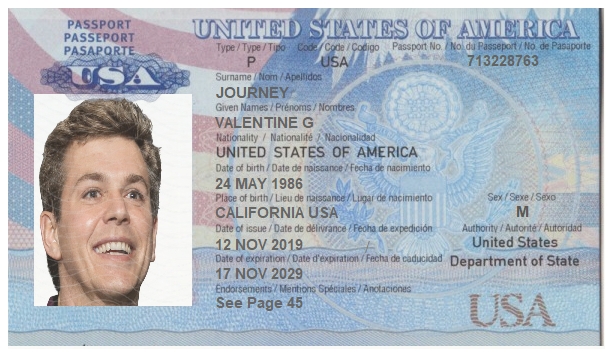 PASSPORT
PASSEPORT
PASAPORTE
USA
UNITED STATES OF AMERICA
Type / Type / Tipo Code / Code / Codigo Passport No. / No. du Passeport / No. de Pasaporte
P USA 713228763
Surname / Nom / Apellidos
JOURNEY
Given Names / Prénoms / Nombres
VALENTINE G
Nationality / Nationalité / Nacionalidad
UNITED STATES OF AMERICA
Date of birth / Date de naissance / Fecha de nacimiento
24 MAY 1986
Place of birth / Lieu de naissance / Lugar de nacimiento Sex / Sexe / Sexo
CALIFORNIA USA M
Date of issue / Date de délivrance / Fecha de expedición Authority / Autorité / Autoridad
12 NOV 2019 United States
Date of expiration / Date d'expiration / Fecha de caducidad Department of State
17 NOV 2029
Endorsements / Mentions Spéciales / Anotaciones
See Page 45
USA